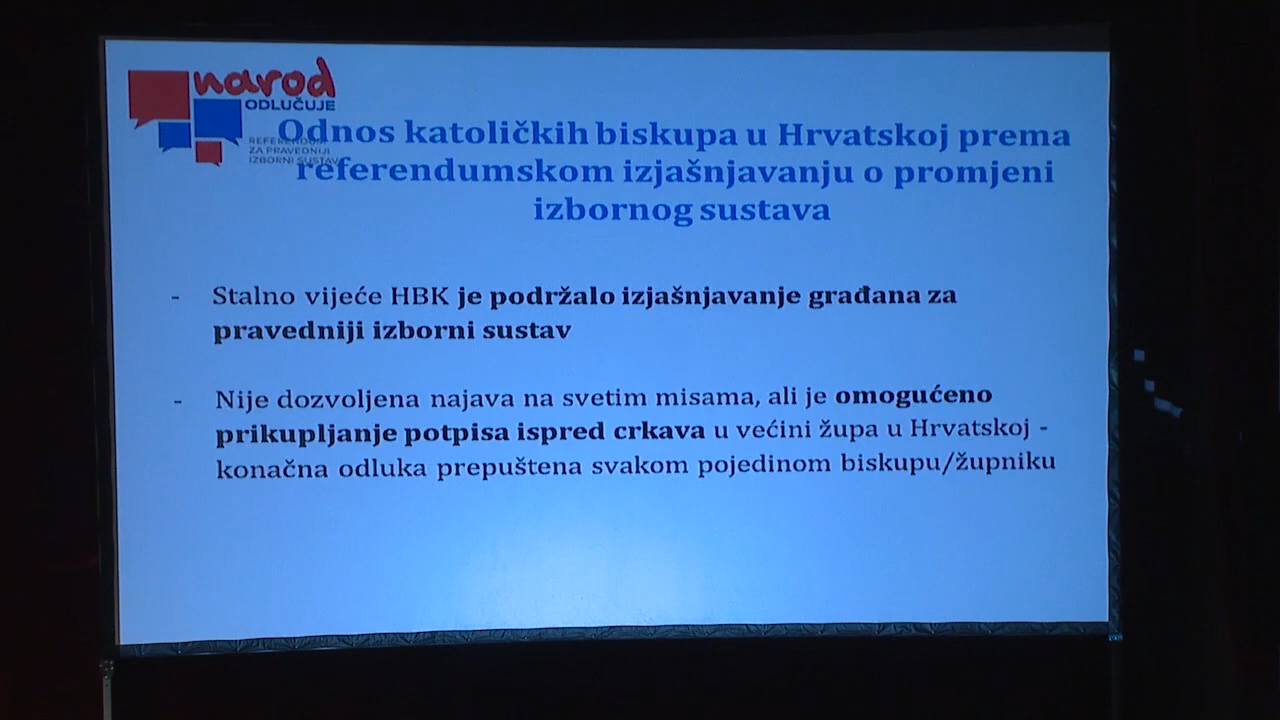 narod
ODLUČUJE
REFERENDUM
ZA PRAVEDNIJI
IZBORNI SUSTAV
Odnos katoličkih biskupa u Hrvatskoj prema
referendumskom izjašnjavanju o promjeni
izbornog sustava
- Stalno vijeće HBK je podržalo izjašnjavanje građana za
pravedniji izborni sustav
- Nije dozvoljena najava na svetim misama, ali je omogućeno
prikupljanje potpisa ispred crkava u većini župa u Hrvatskoj -
konačna odluka prepuštena svakom pojedinom biskupu/župniku